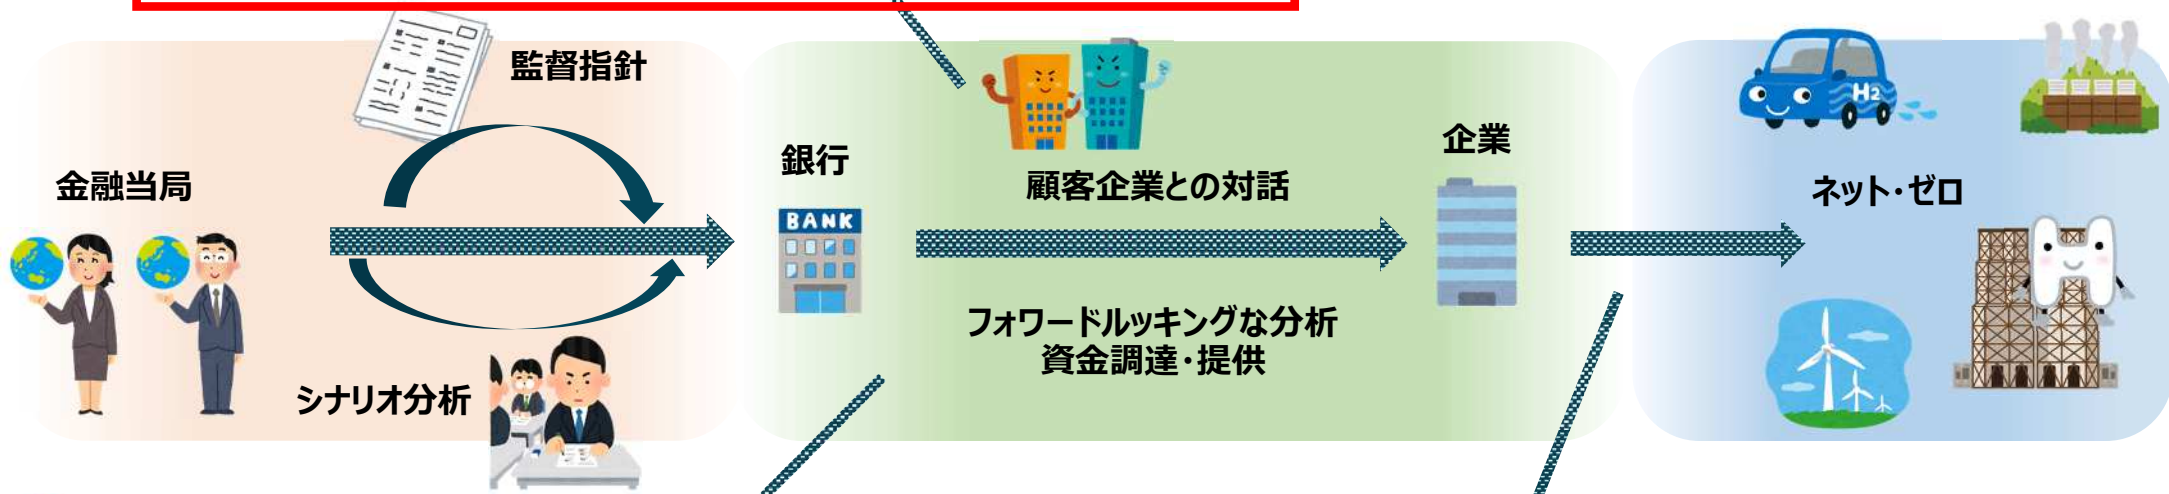 監督指針
金融当局
シナリオ分析
銀行
BANK
顧客企業との対話
フォワードルッキングな分析
資金調達・提供
企業
H2
ネット・ゼロ